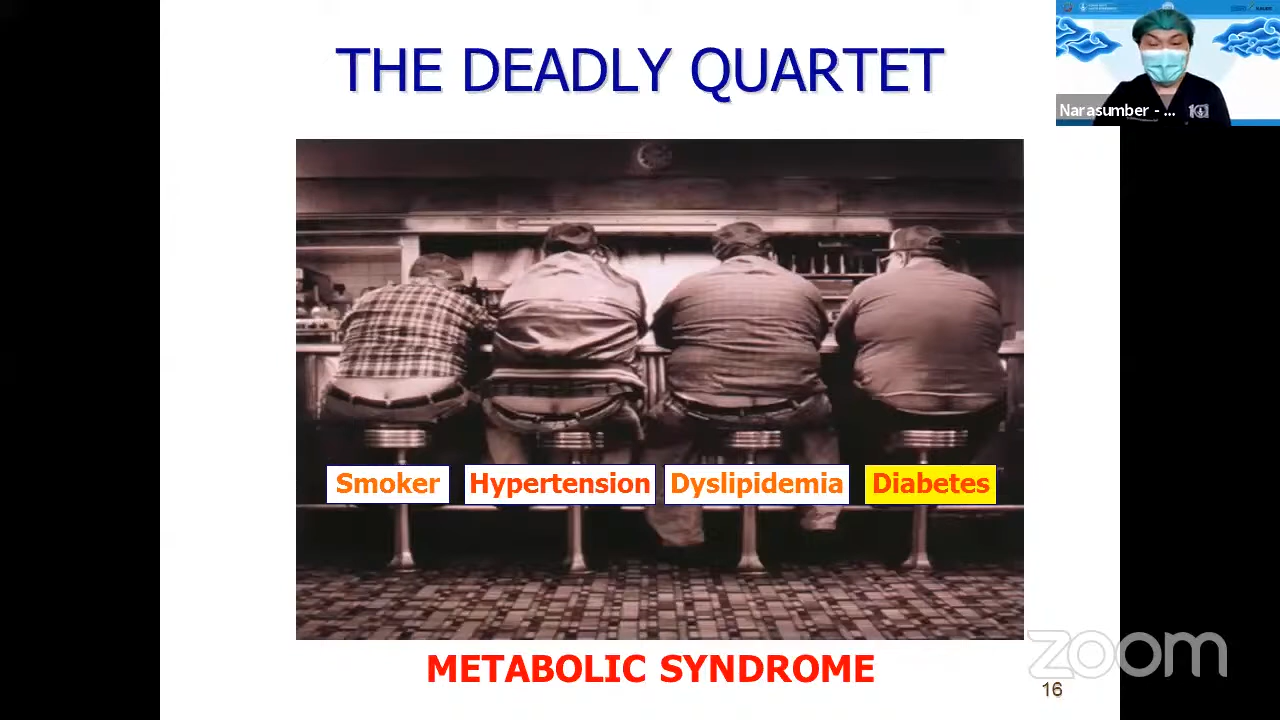 THE DEADLY QUARTET
Narasumber - ...
Smoker Hypertension Dyslipidemia Diabetes
METABOLIC SYNDROME
zoom
16